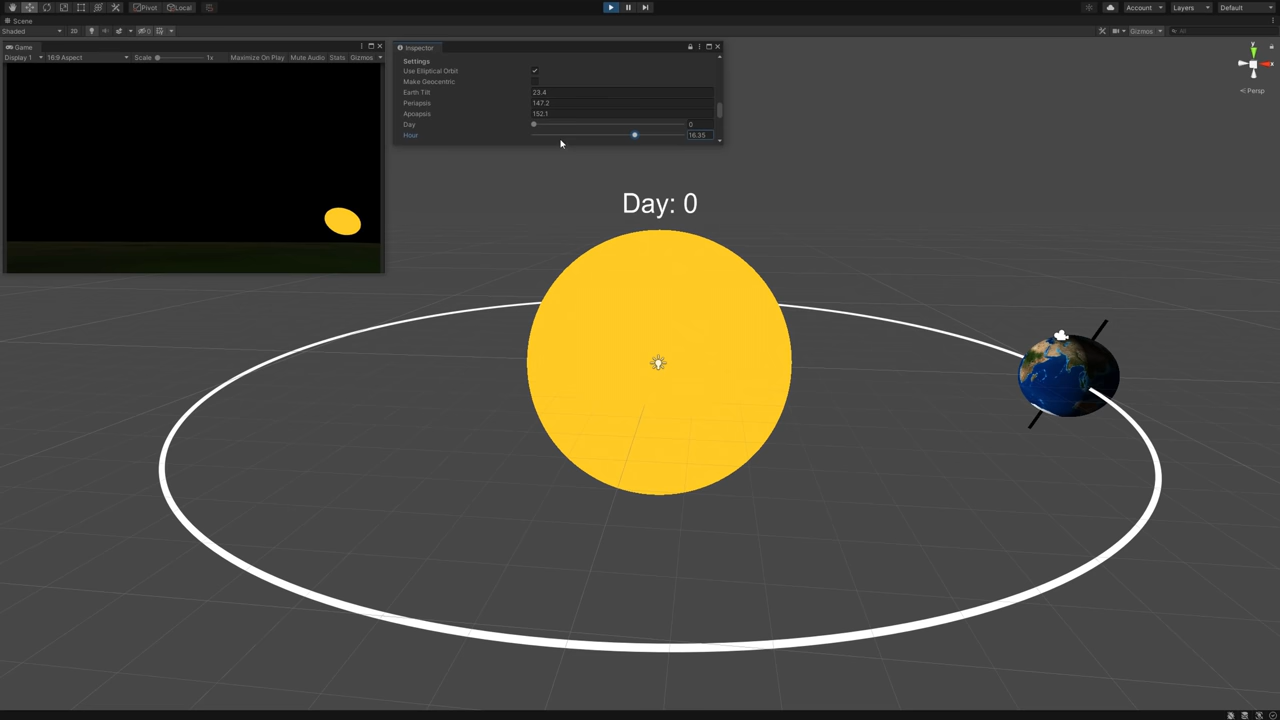 Pivot Local Account Layers Default
Scene
Shaded 2D Gizmos All
Game Inspector
Display 1 16:9 Aspect Scale 1x Maximize On Play Mute Audio Stats Gizmos
Settings
Use Elliptical Orbit
Make Geocentric
Earth Tilt 23.4
Periapsis 147.2
Apoapsis 152.1
Day 0
Hour 16.35
y
x
< Persp
Day: 0